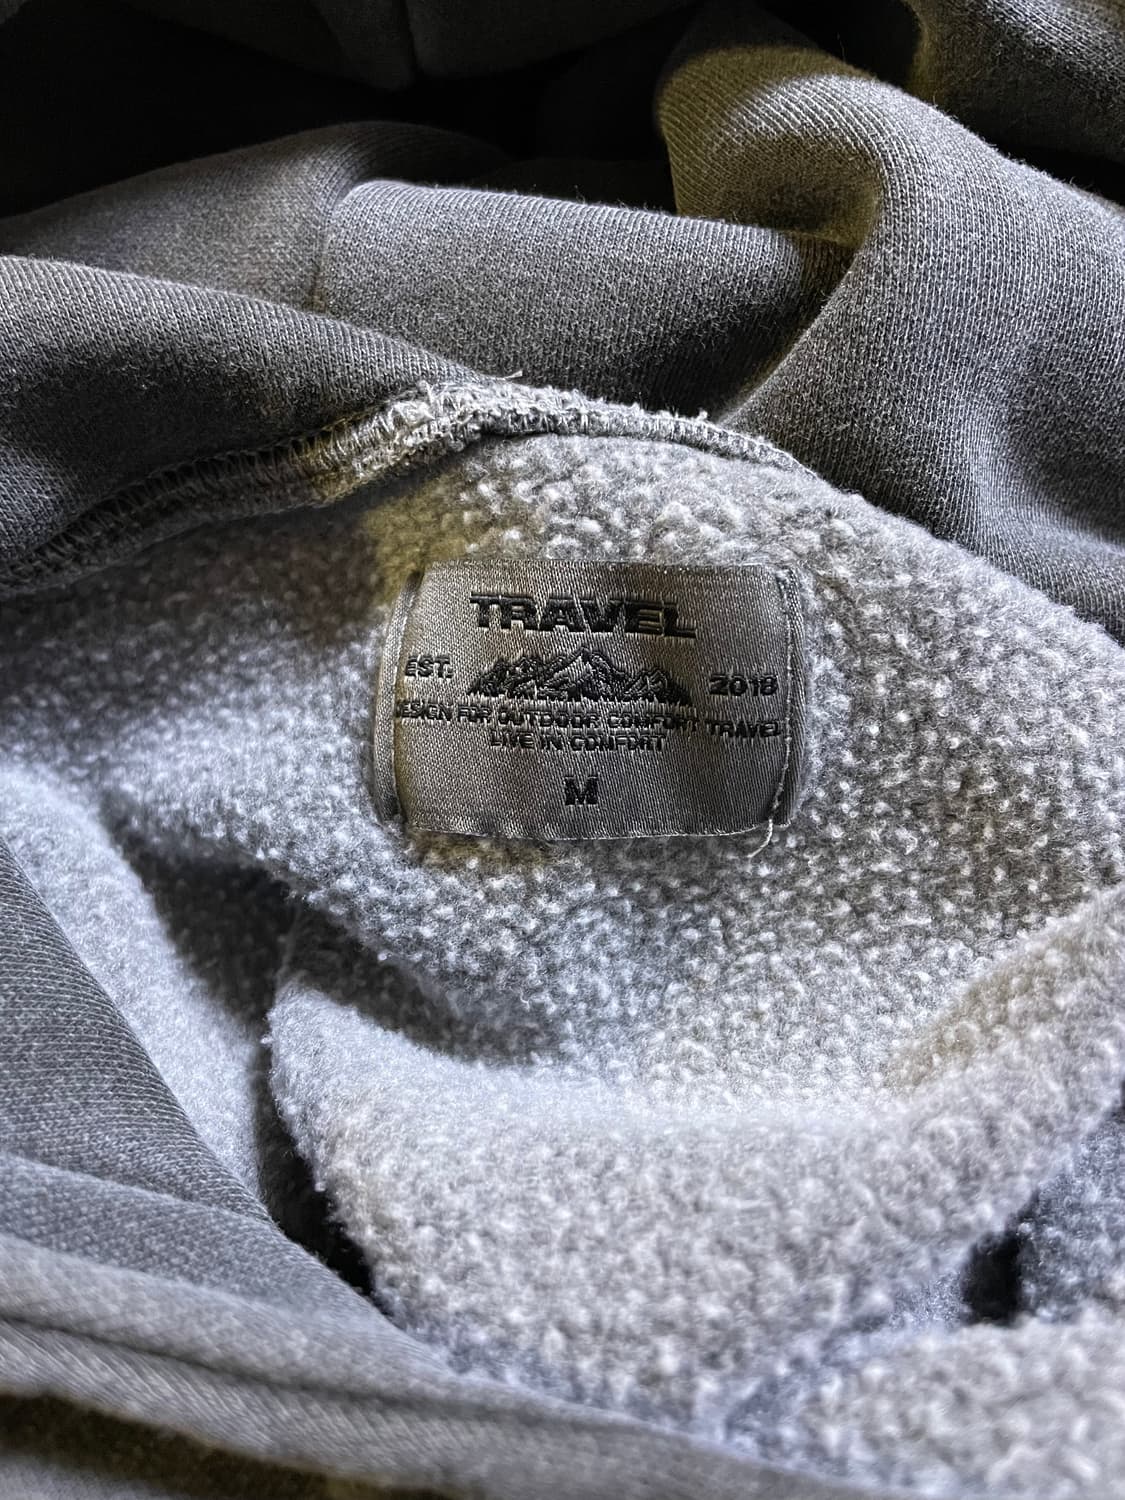 TRAVEL
EST. 2018
DESIGN FOR OUTDOOR COMFORT TRAVEL
LIVE IN COMFORT
M